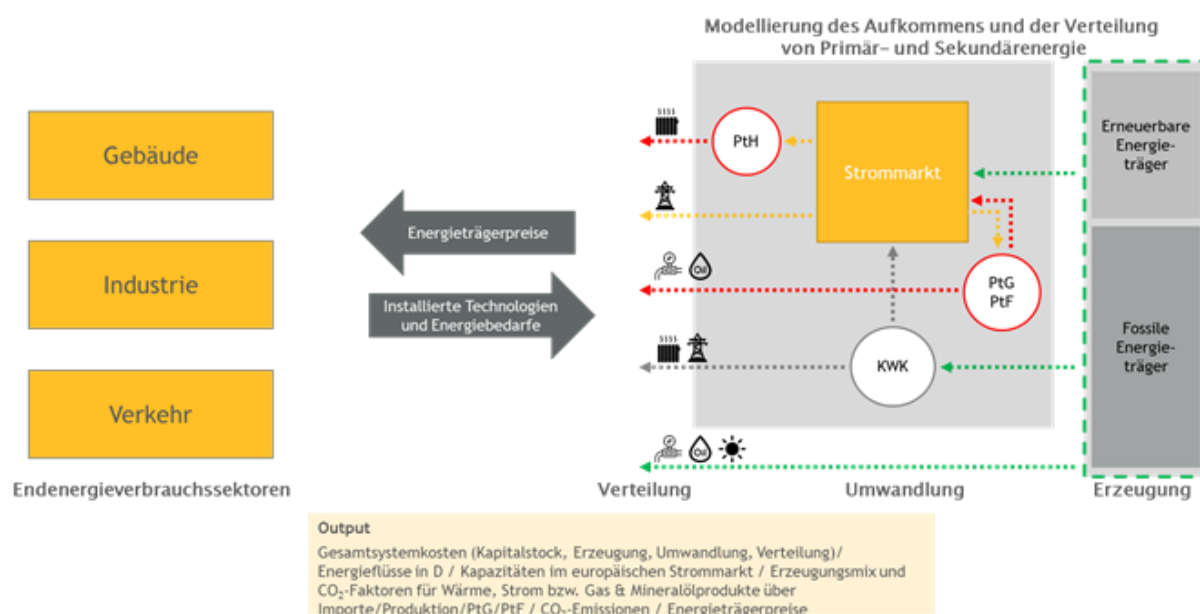 Modellierung des Aufkommens und der Verteilung
von Primär- und Sekundärenergie
Gebäude
Industrie
Verkehr
Endenergieverbrauchssektoren
Energieträgerpreise
Installierte Technologien
und Energiebedarfe
PtH
Strommarkt
Oil
PtG
PtF
KWK
Oil
Erneuerbare
Energie-
träger
Fossile
Energie-
träger
Verteilung
Umwandlung
Erzeugung
Output
Gesamtsystemkosten (Kapitalstock, Erzeugung, Umwandlung, Verteilung)/
Energieflüsse in D / Kapazitäten im europäischen Strommarkt / Erzeugungsmix und
CO₂-Faktoren für Wärme, Strom bzw. Gas & Mineralölprodukte über
Importe/Produktion/PtG/PtF / CO₂-Emissionen / Energieträgerpreise